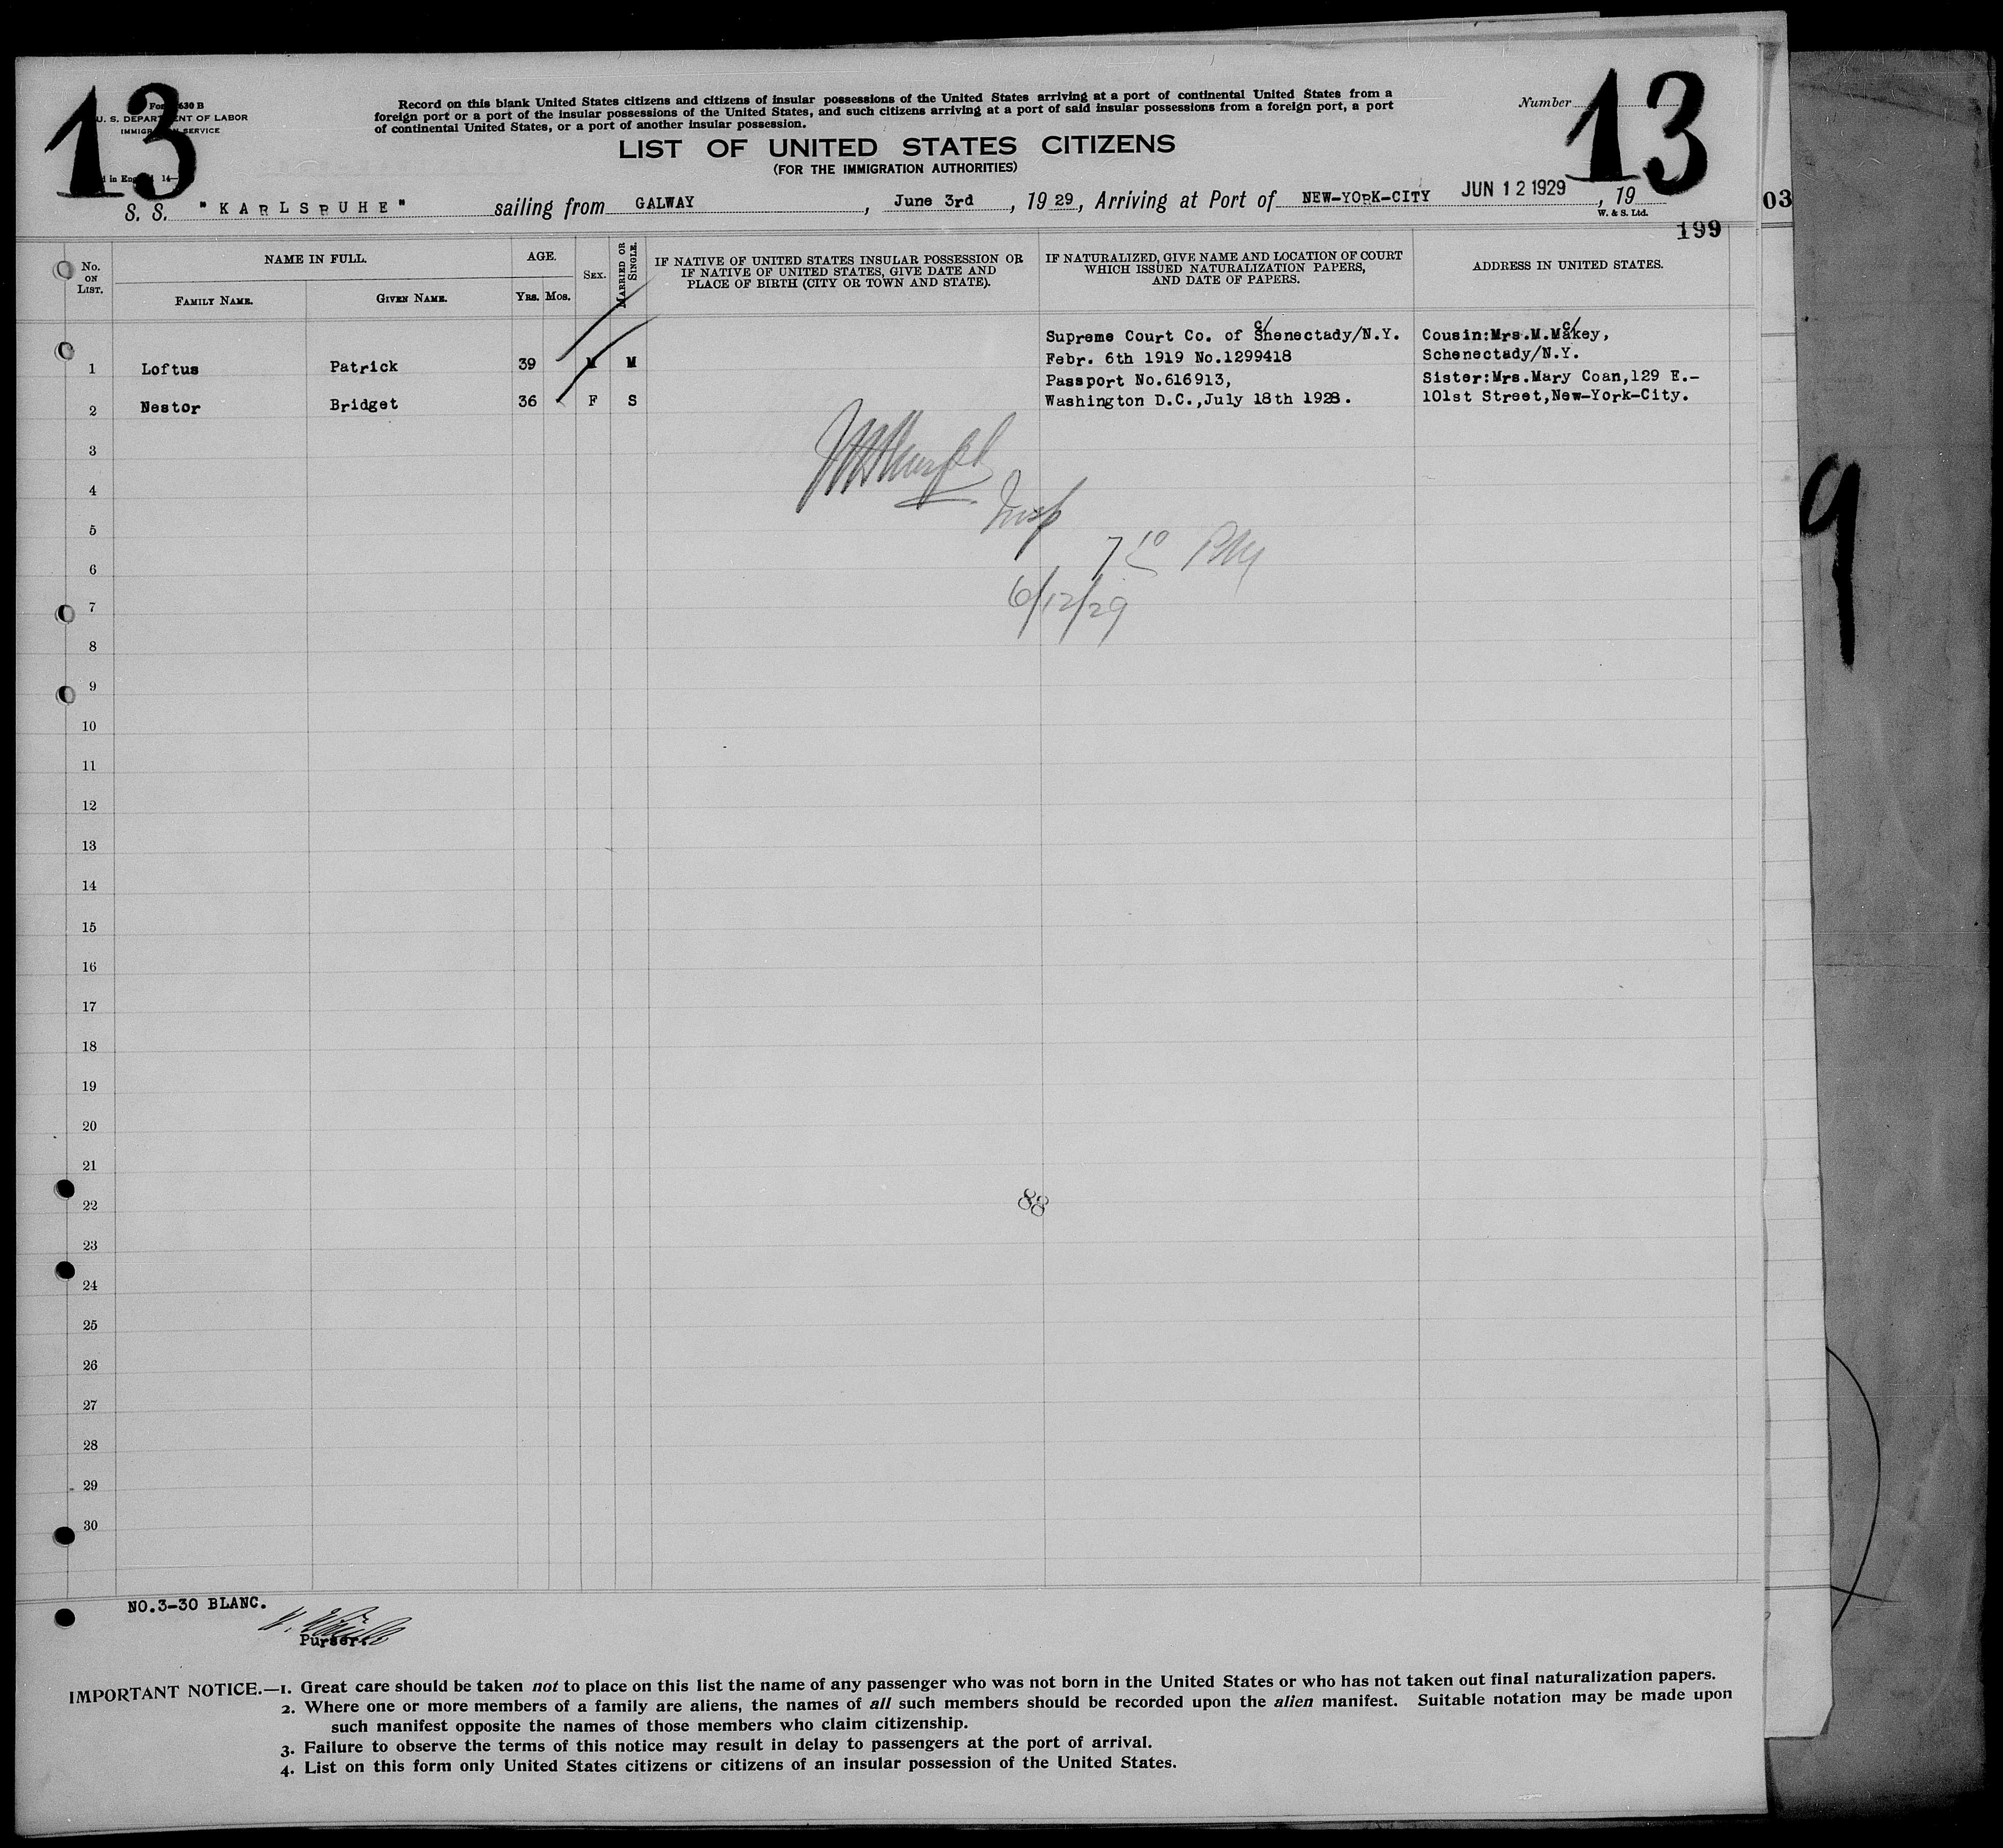 13
13
Form 630 B
U. S. DEPARTMENT OF LABOR
IMMIGRATION SERVICE
Record on this blank United States citizens and citizens of insular possessions of the United States arriving at a port of continental United States from a
foreign port or a port of the insular possessions of the United States, and such citizens arriving at a port of said insular possessions from a foreign port, a port
of continental United States, or a port of another insular possession.
Number
LIST OF UNITED STATES CITIZENS
(FOR THE IMMIGRATION AUTHORITIES)
S. S. "KARLSRUHE" sailing from GALWAY, June 3rd, 1929, Arriving at Port of NEW-YORK-CITY JUN 12 1929, 19
W. & S. Ltd.
03
199
No. ON LIST.
NAME IN FULL.
FAMILY NAME. GIVEN NAME.
AGE.
YRS. MOS.
SEX.
MARRIED OR SINGLE.
IF NATIVE OF UNITED STATES INSULAR POSSESSION OR
IF NATIVE OF UNITED STATES, GIVE DATE AND
PLACE OF BIRTH (CITY OR TOWN AND STATE).
IF NATURALIZED, GIVE NAME AND LOCATION OF COURT
WHICH ISSUED NATURALIZATION PAPERS,
AND DATE OF PAPERS.
ADDRESS IN UNITED STATES.
1 Loftus Patrick 39 M M
Supreme Court Co. of Schenectady/N.Y.
Febr. 6th 1919 No.1299418
Cousin:Mrs.M.Mackey,
Schenectady/N.Y.
2 Nestor Bridget 36 F S
Passport No.616913,
Washington D.C.,July 18th 1928.
Sister:Mrs.Mary Coan,129 E.-
101st Street,New-York-City.
3
4
Insp
5
7 10 PM
6
6/12/29
7
8
9
10
11
12
13
14
15
16
17
18
19
20
21
22
88
23
24
25
26
27
28
29
30
9
NO.3-30 BLANC.
Purser.
IMPORTANT NOTICE.—1. Great care should be taken not to place on this list the name of any passenger who was not born in the United States or who has not taken out final naturalization papers.
2. Where one or more members of a family are aliens, the names of all such members should be recorded upon the alien manifest. Suitable notation may be made upon
such manifest opposite the names of those members who claim citizenship.
3. Failure to observe the terms of this notice may result in delay to passengers at the port of arrival.
4. List on this form only United States citizens or citizens of an insular possession of the United States.